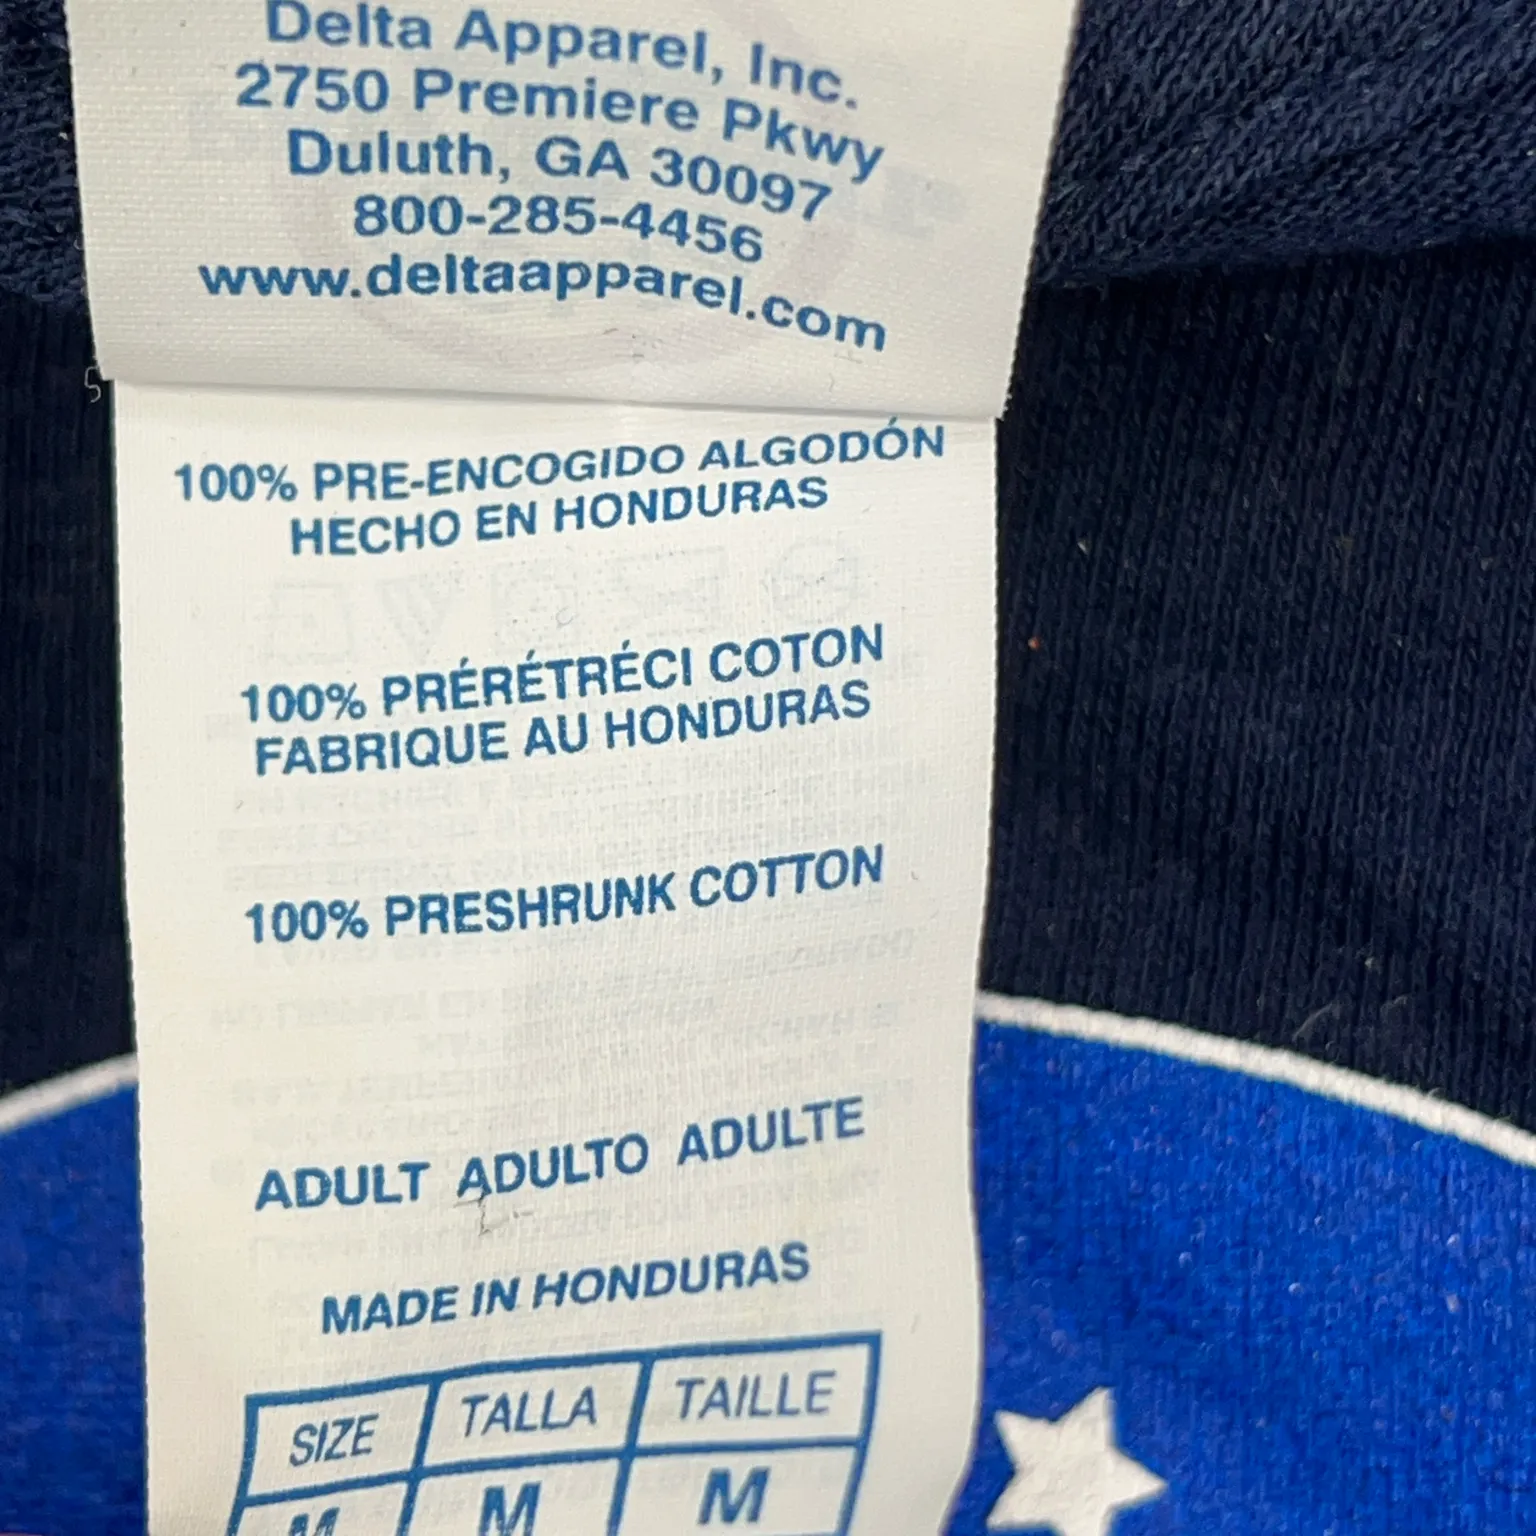 Delta Apparel, Inc.
2750 Premiere Pkwy
Duluth, GA 30097
800-285-4456
www.deltaapparel.com
100% PRE-ENCOGIDO ALGODÓN
HECHO EN HONDURAS
100% PRÉRÉTRÉCI COTON
FABRIQUE AU HONDURAS
100% PRESHRUNK COTTON
ADULT ADULTO ADULTE
MADE IN HONDURAS
SIZE TALLA TAILLE
M M M